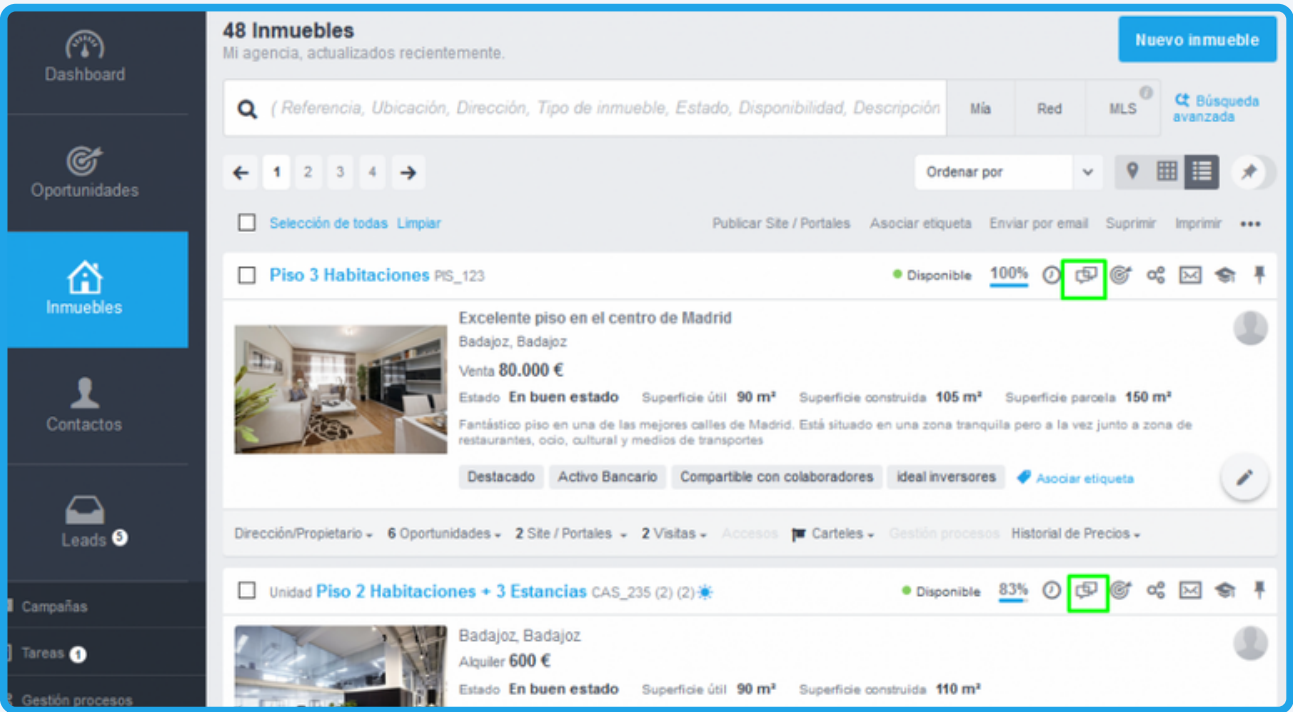 Dashboard
Oportunidades
Inmuebles
Contactos
Leads 5
Campañas
Tareas 1
Gestión procesos
48 Inmuebles
Mi agencia, actualizados recientemente.
Nuevo inmueble
( Referencia, Ubicación, Dirección, Tipo de inmueble, Estado, Disponibilidad, Descripción
Mía Red MLS
Búsqueda
avanzada
1 2 3 4
Ordenar por
Selección de todas Limpiar
Publicar Site / Portales Asociar etiqueta Enviar por email Suprimir Imprimir •••
Piso 3 Habitaciones PIS_123
Disponible 100%
Excelente piso en el centro de Madrid
Badajoz, Badajoz
Venta 80.000 €
Estado En buen estado Superficie útil 90 m² Superficie construida 105 m² Superficie parcela 150 m²
Fantástico piso en una de las mejores calles de Madrid. Está situado en una zona tranquila pero a la vez junto a zona de
restaurantes, ocio, cultural y medios de transportes
Destacado Activo Bancario Compartible con colaboradores ideal inversores Asociar etiqueta
Dirección/Propietario 6 Oportunidades 2 Site / Portales 2 Visitas Accesos Carteles Gestión procesos Historial de Precios
Unidad Piso 2 Habitaciones + 3 Estancias CAS_235 (2) (2)
Disponible 83%
Badajoz, Badajoz
Alquiler 600 €
Estado En buen estado Superficie útil 90 m² Superficie construida 110 m²